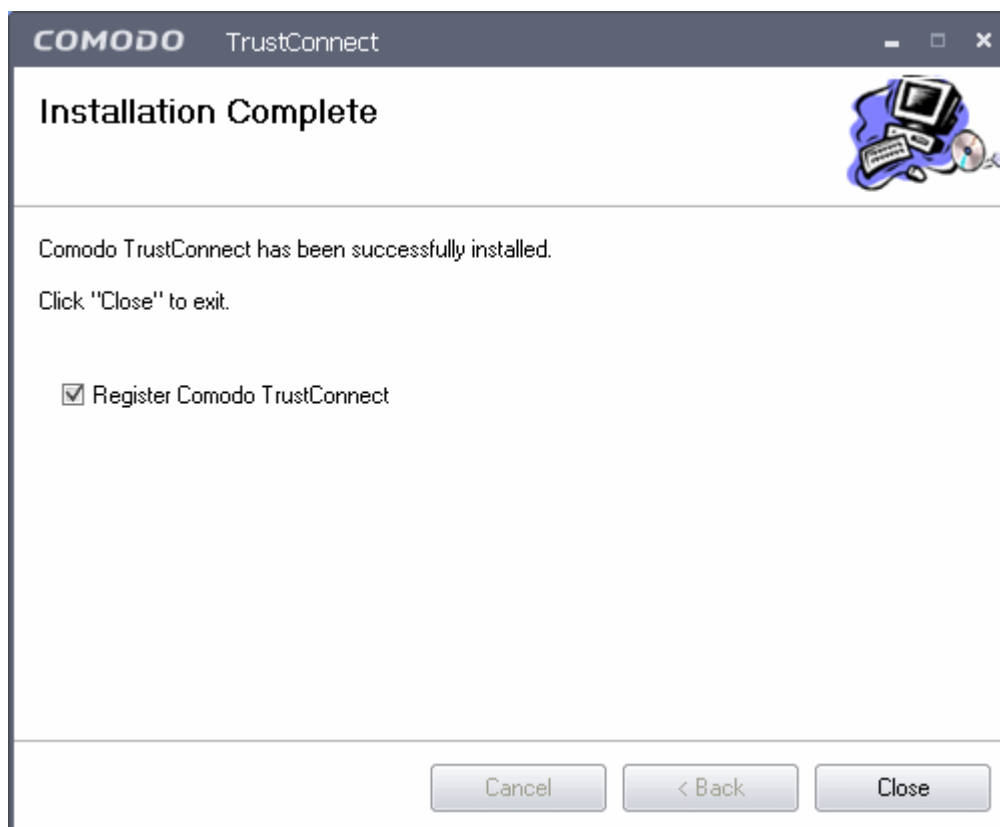 COMODO TrustConnect
Installation Complete
Comodo TrustConnect has been successfully installed.
Click "Close" to exit.
Register Comodo TrustConnect
Cancel
< Back
Close